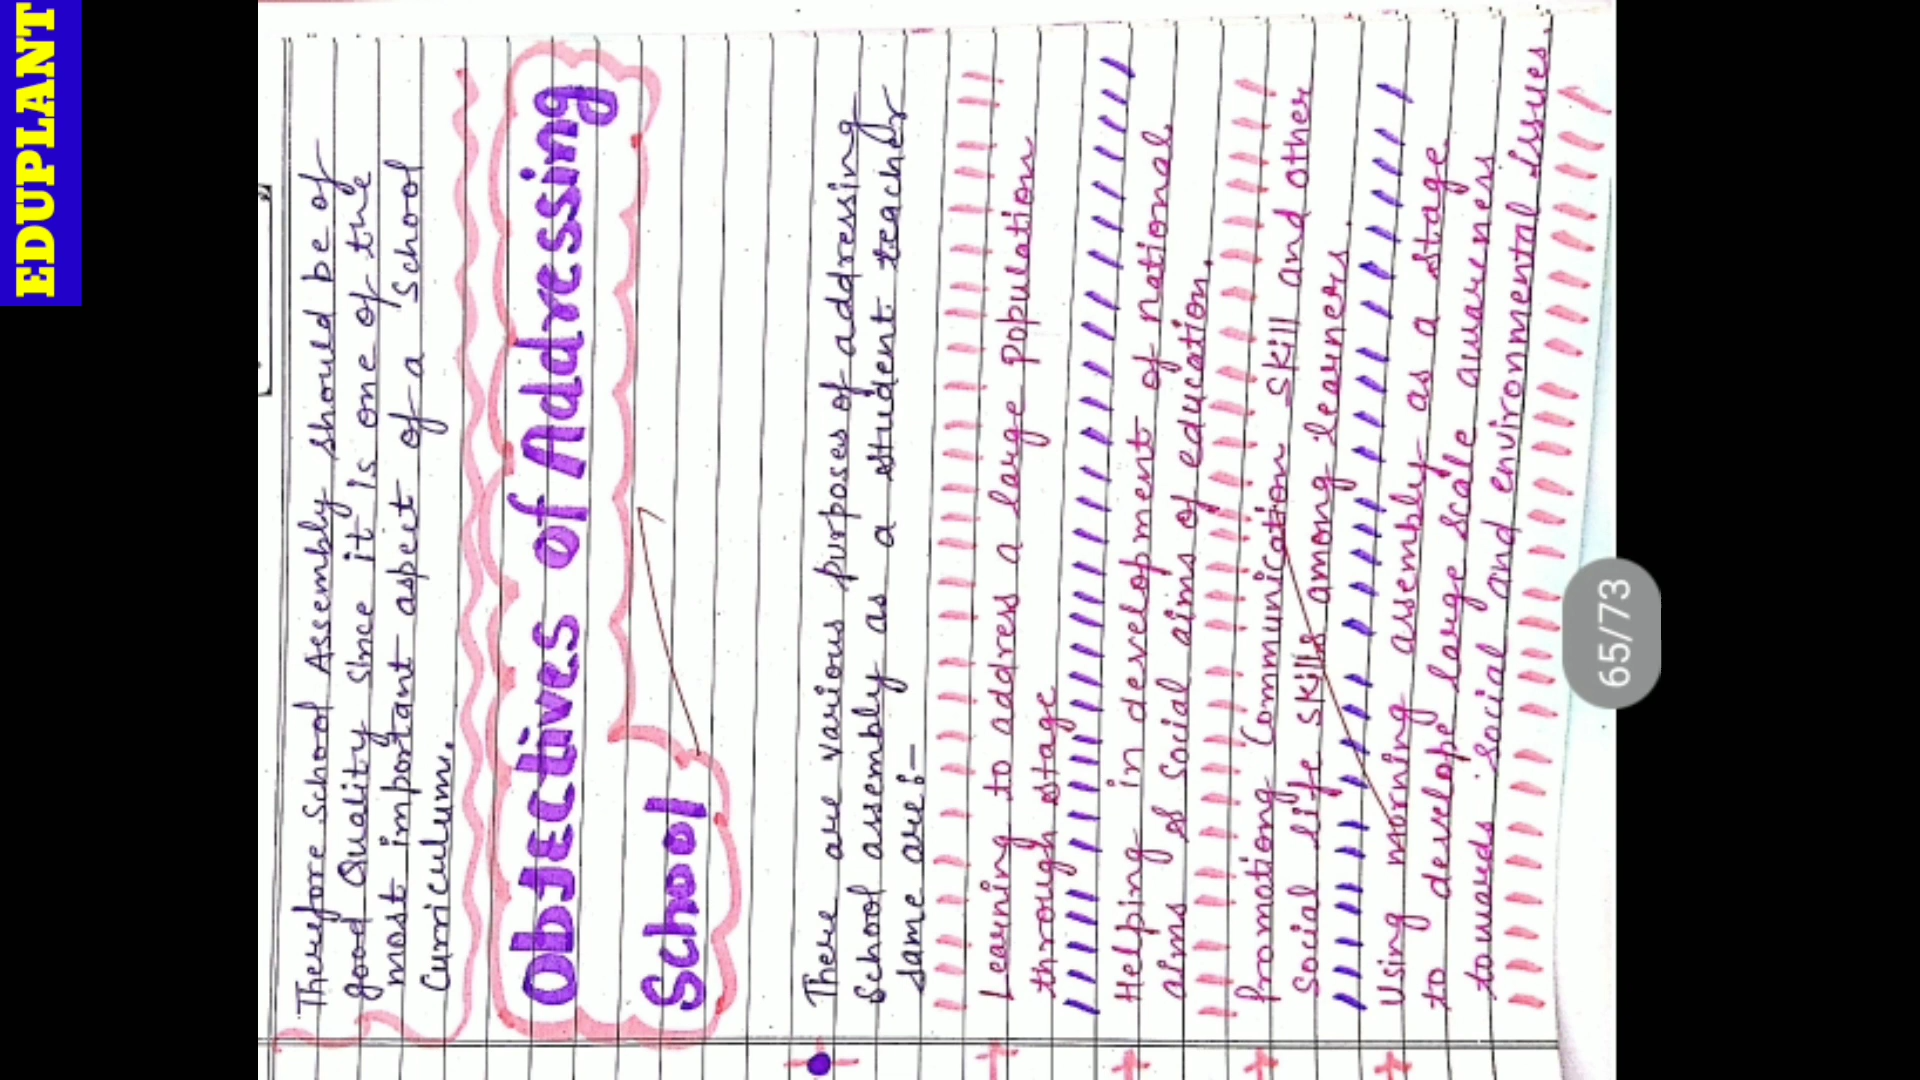 EDUPLANT
Therefore School Assembly should be of
good Quality since it is one of the
most important aspect of a school
Curriculum.
Objectives of Addressing
School
There are various purposes of addressing
School assembly as a student teacher
same are:-
Learning to address a large population
through stage
Helping in development of national
aims of social aims of education.
Promotiong Communication skill and other
Social life skills among learners.
Using morning assembly as a stage
to develope large scale awareness
towards social and environmental issues.
65/73